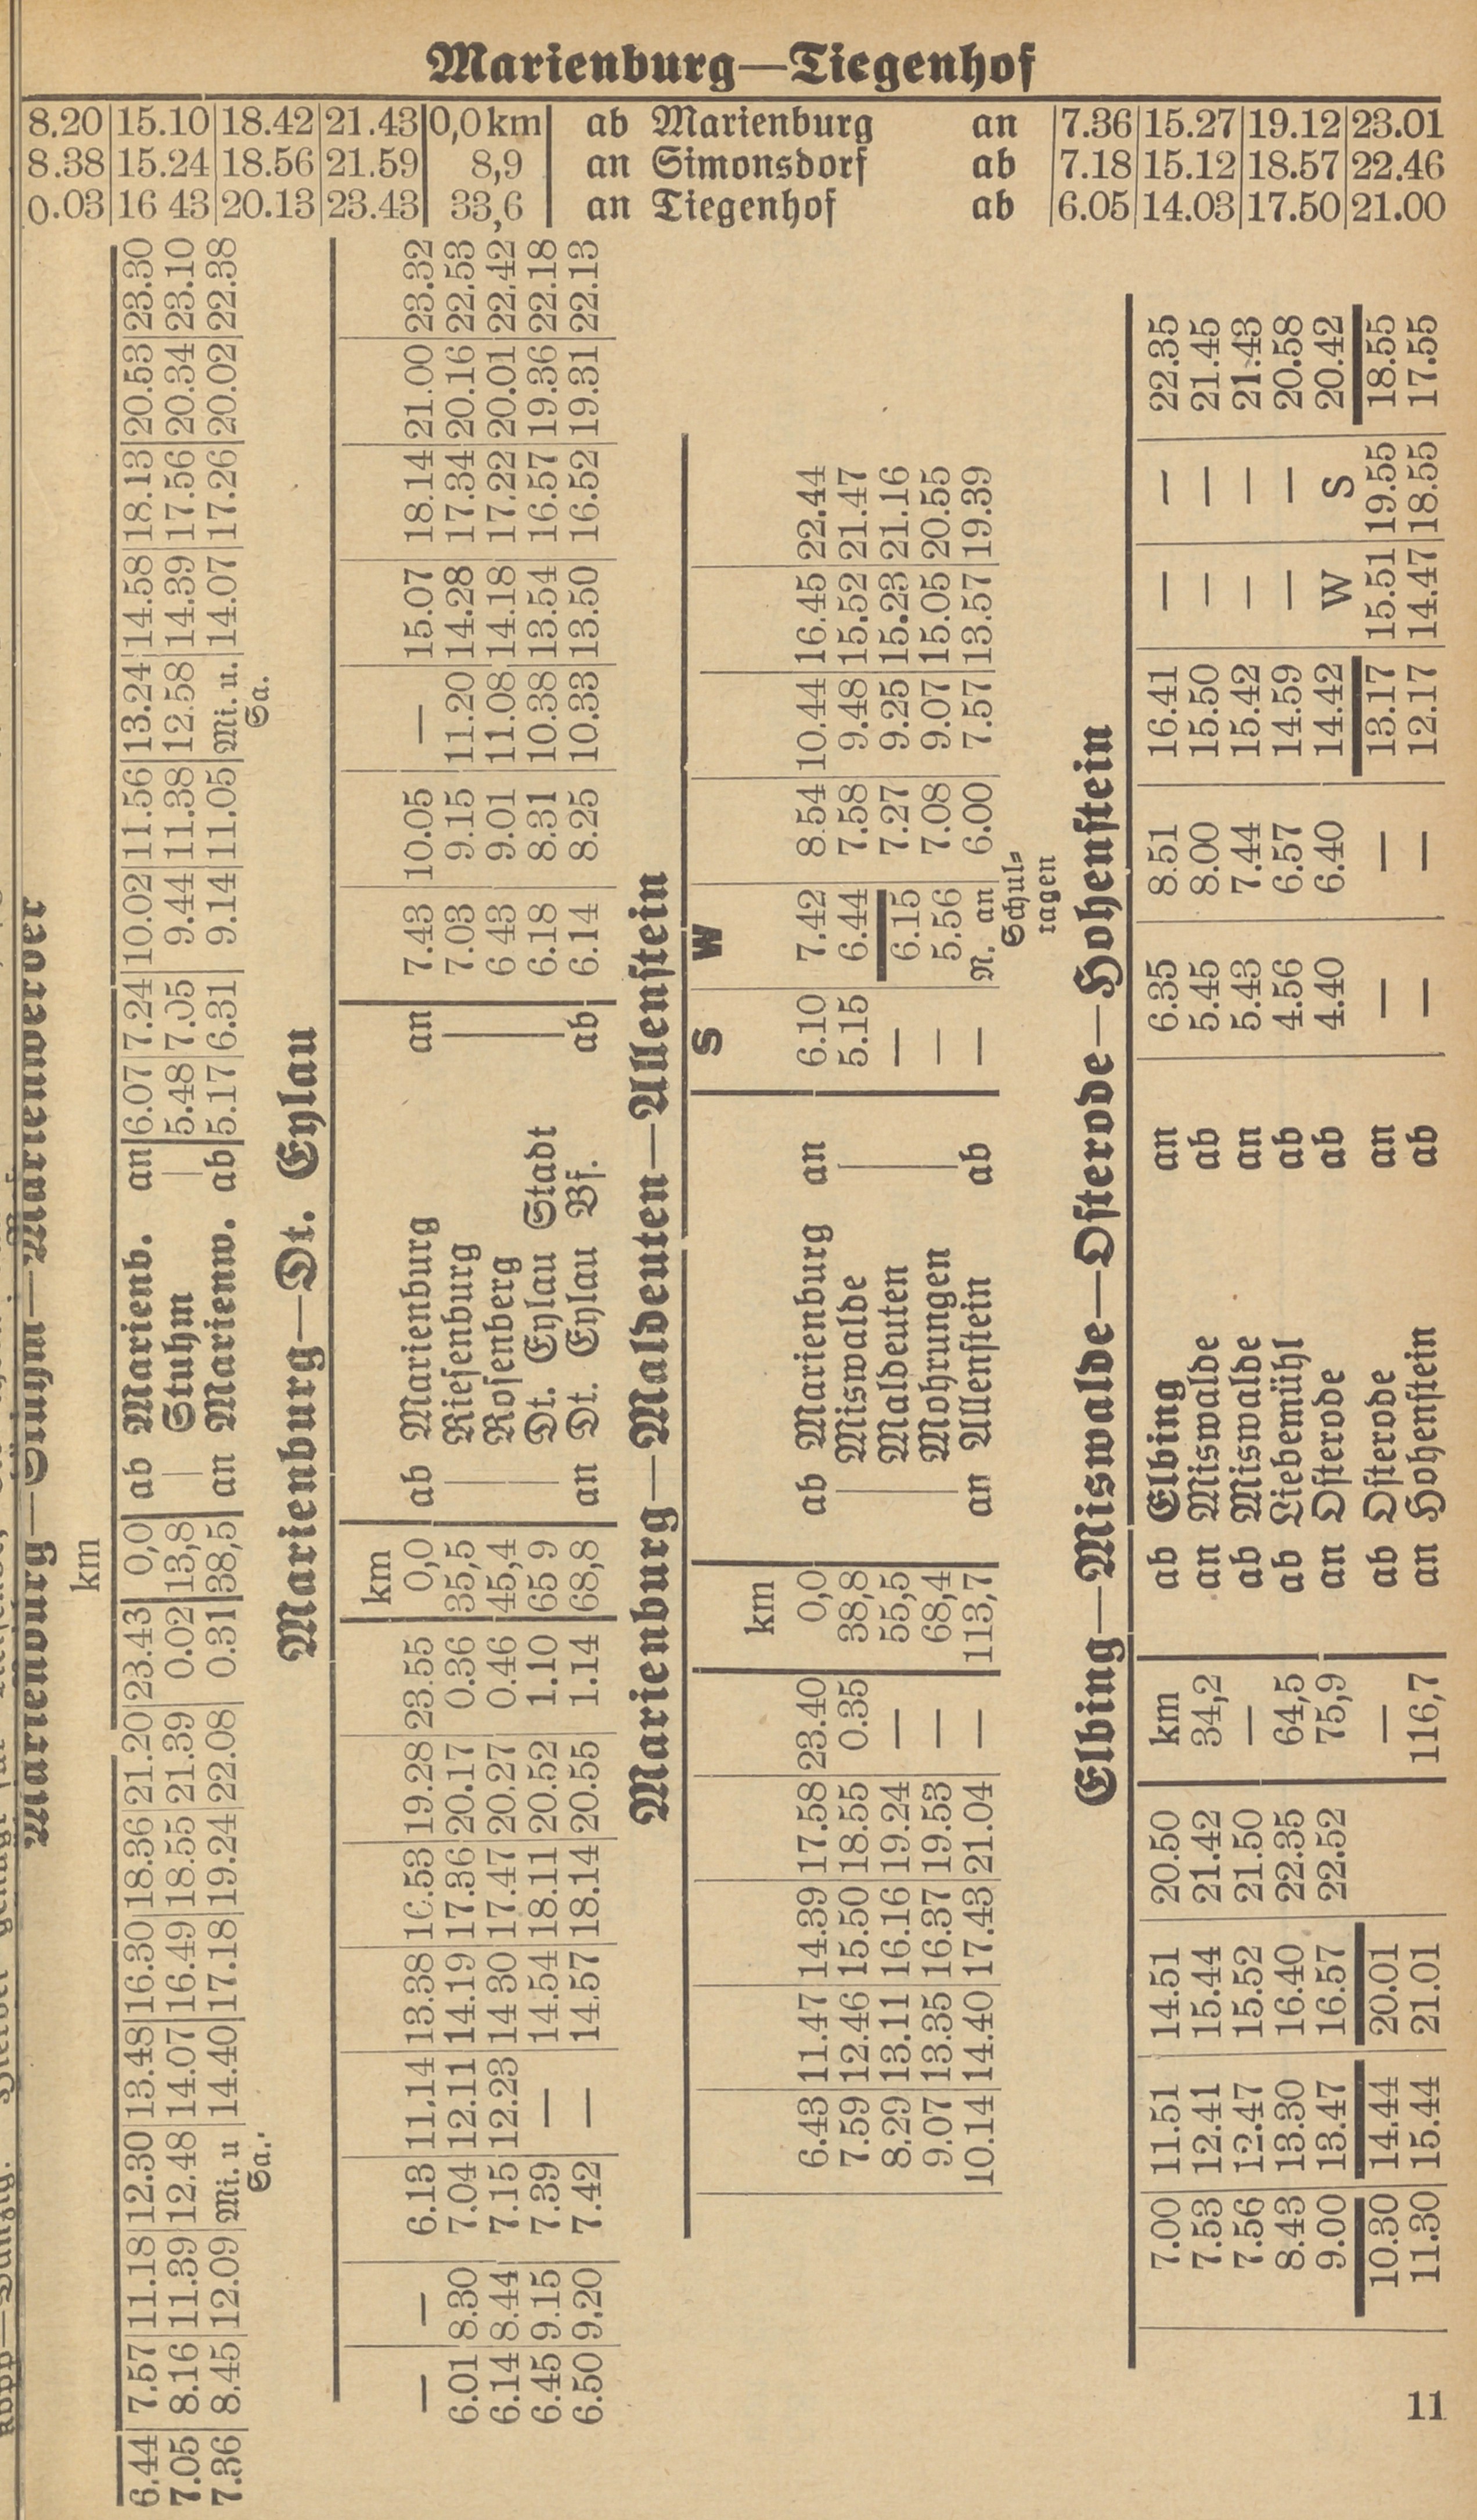 Marienburg—Tiegenhof
8.20 15.10 18.42 21.43 0,0 km ab Marienburg an 7.36 15.27 19.12 23.01
8.38 15.24 18.56 21.59 8,9 an Simonsdorf ab 7.18 15.12 18.57 22.46
0.03 16 43 20.13 23.43 33,6 an Tiegenhof ab 6.05 14.03 17.50 21.00
Marienburg—Stuhm—Marienwerder
km
6.44 7.57 11.18 12.30 13.48 16.30 18.36 21.20 23.43 0,0 ab Marienb. an 6.07 7.24 10.02 11.56 13.24 14.58 18.13 20.53 23.30
7.05 8.16 11.39 12.48 14.07 16.49 18.55 21.39 0.02 13,8 Stuhm 5.48 7.05 9.44 11.38 12.58 14.39 17.56 20.34 23.10
7.36 8.45 12.09 Mi. u 14.40 17.18 19.24 22.08 0.31 38,5 an Marienw. ab 5.17 6.31 9.14 11.05 Mi. u. 14.07 17.26 20.02 22.38
Sa. Sa.
Marienburg—Dt. Eylau
km
— — 6.13 11.14 13.38 16.53 19.28 23.55 0,0 ab Marienburg an 7.43 10.05 — 15.07 18.14 21.00 23.32
6.01 8.30 7.04 12.11 14.19 17.36 20.17 0.36 35,5 Riesenburg 7.03 9.15 11.20 14.28 17.34 20.16 22.53
6.14 8.44 7.15 12.23 14 30 17.47 20.27 0.46 45,4 Rosenberg 6 43 9.01 11.08 14.18 17.22 20.01 22.42
6.45 9.15 7.39 — 14.54 18.11 20.52 1.10 65 9 Dt. Eylau Stadt 6.18 8.31 10.38 13.54 16.57 19.36 22.18
6.50 9.20 7.42 — 14.57 18.14 20.55 1.14 68,8 an Dt. Eylau Bf. ab 6.14 8.25 10.33 13.50 16.52 19.31 22.13
Marienburg—Maldeuten—Allenstein
S W
km
6.43 11.47 14.39 17.58 23.40 0,0 ab Marienburg an 6.10 7.42 8.54 10.44 16.45 22.44
7.59 12.46 15.50 18.55 0.35 38,8 Miswalde 5.15 6.44 7.58 9.48 15.52 21.47
8.29 13.11 16.16 19.24 — 55,5 Maldeuten — 6.15 7.27 9.25 15.23 21.16
9.07 13.35 16.37 19.53 — 68,4 Mohrungen — 5.56 7.08 9.07 15.05 20.55
10.14 14.40 17.43 21.04 — 113,7 an Allenstein ab — N. an 6.00 7.57 13.57 19.39
Schul-
tagen
Elbing—Miswalde—Osterode—Hohenstein
7.00 11.51 14.51 20.50 km ab Elbing an 6.35 8.51 16.41 — — 22.35
7.53 12.41 15.44 21.42 34,2 an Miswalde ab 5.45 8.00 15.50 — — 21.45
7.56 12.47 15.52 21.50 — ab Miswalde an 5.43 7.44 15.42 — — 21.43
8.43 13.30 16.40 22.35 64,5 ab Liebemühl ab 4.56 6.57 14.59 — — 20.58
9.00 13.47 16.57 22.52 75,9 an Osterode ab 4.40 6.40 14.42 W S 20.42
10.30 14.44 20.01 — ab Osterode an — — 13.17 15.51 19.55 18.55
11.30 15.44 21.01 116,7 an Hohenstein ab — — 12.17 14.47 18.55 17.55
11